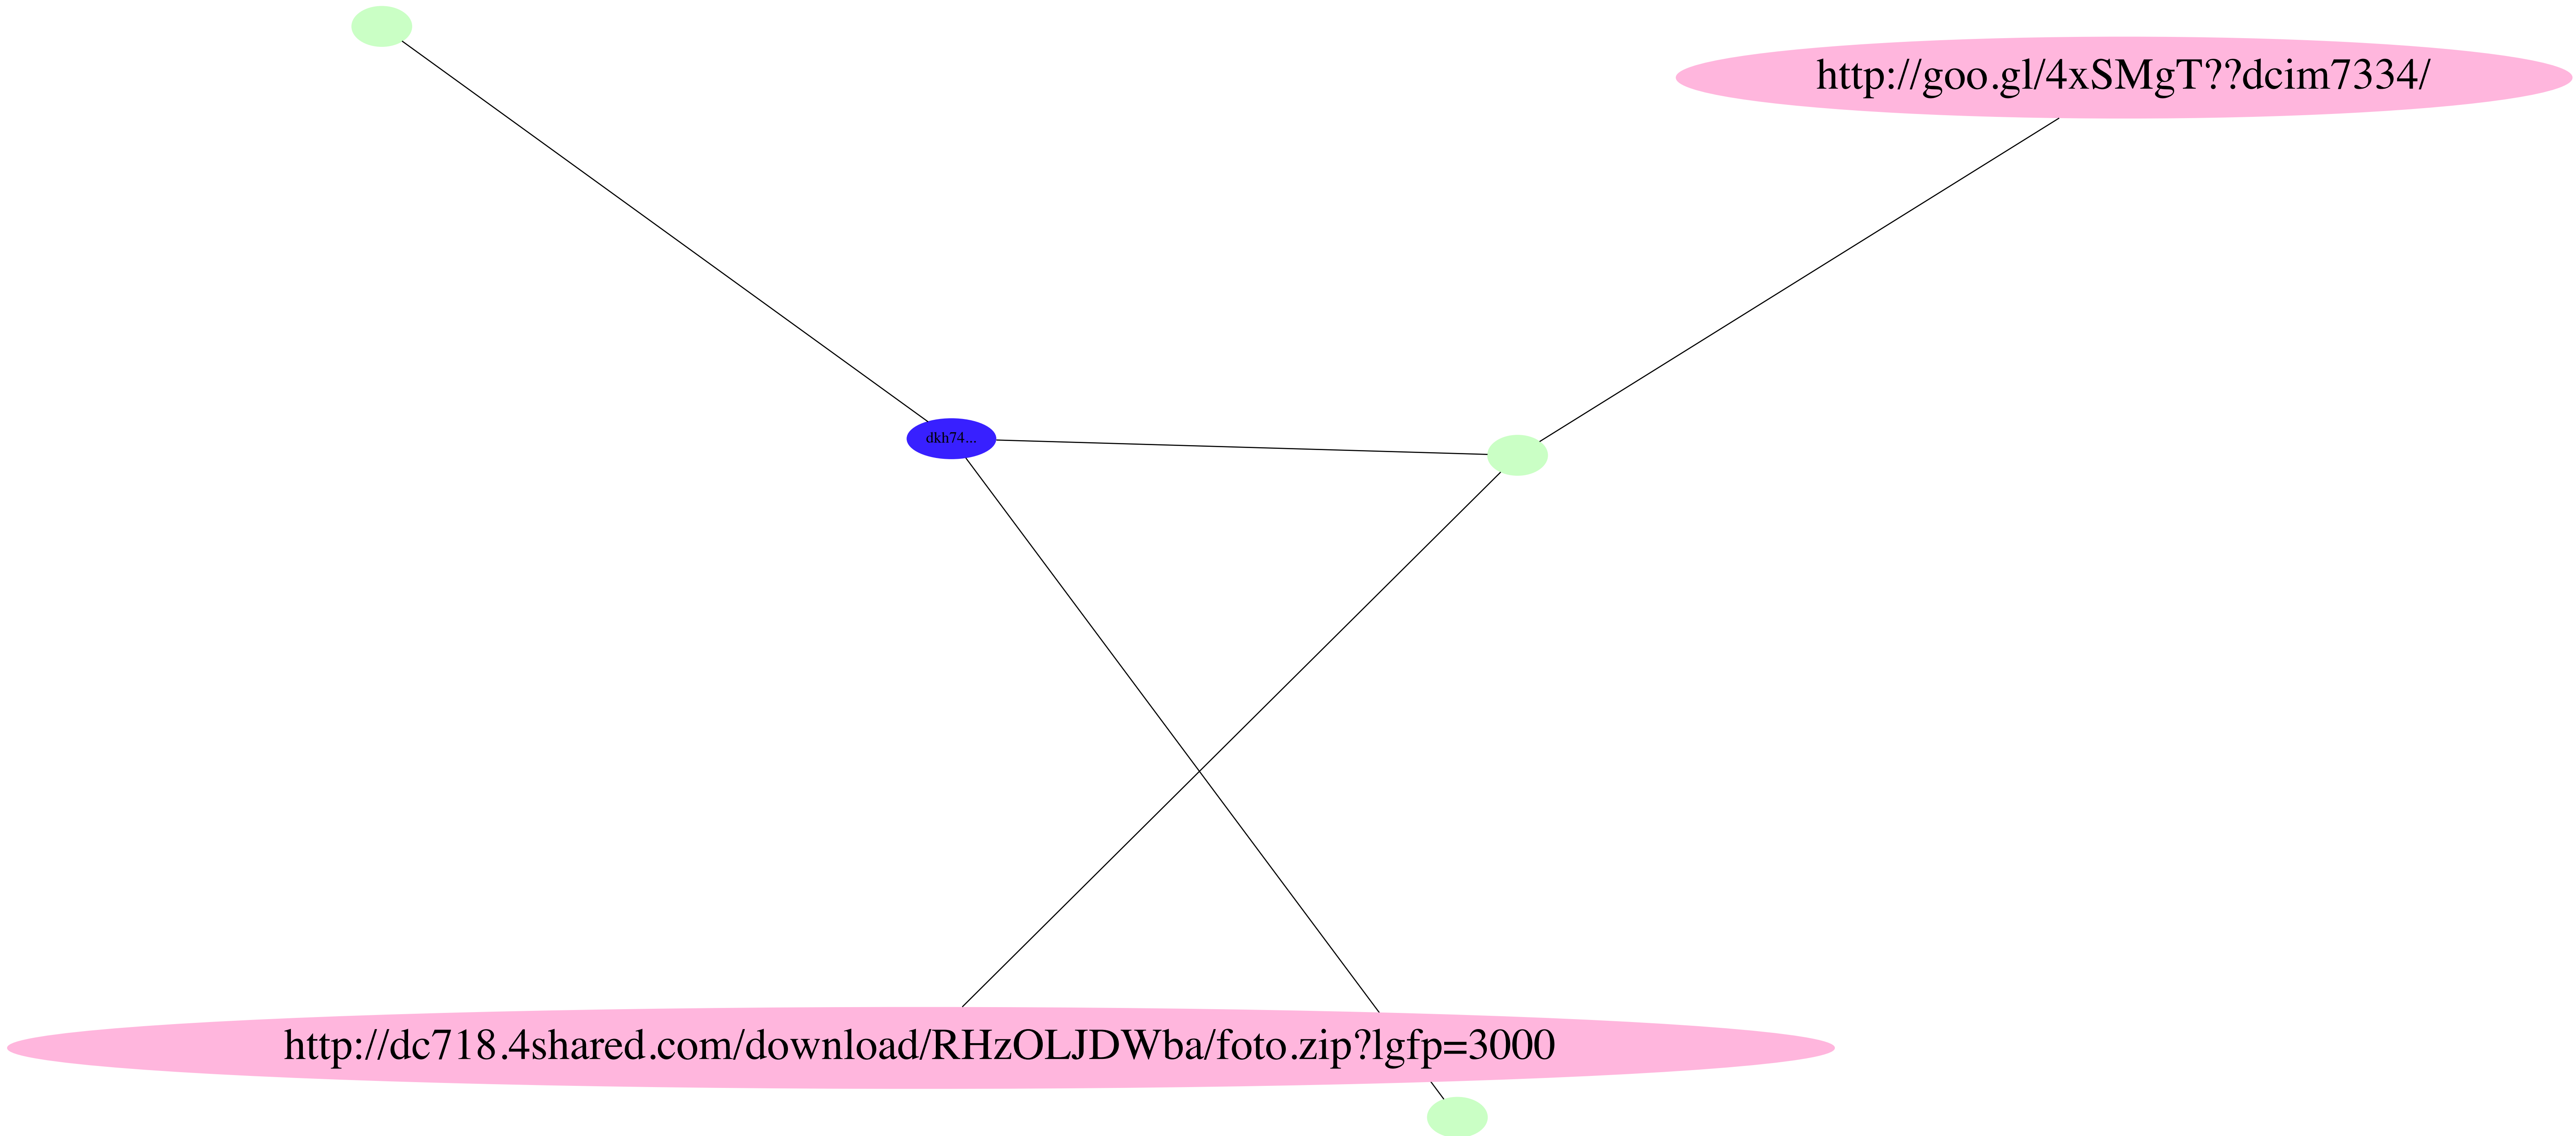 http://goo.gl/4xSMgT??dcim7334/
dkh74...
http://dc718.4shared.com/download/RHzOLJDWba/foto.zip?lgfp=3000